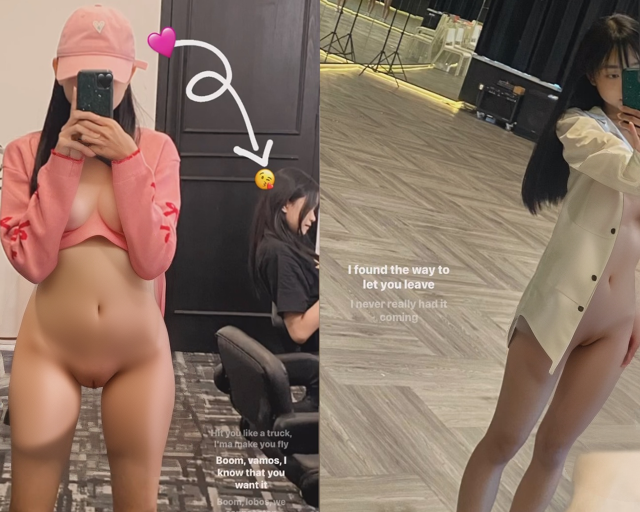 Hit you like a truck,
I'ma make you fly
Boom, vamos, I
know that you
want it
Boom, lobos, we
I found the way to
let you leave
I never really had it
coming